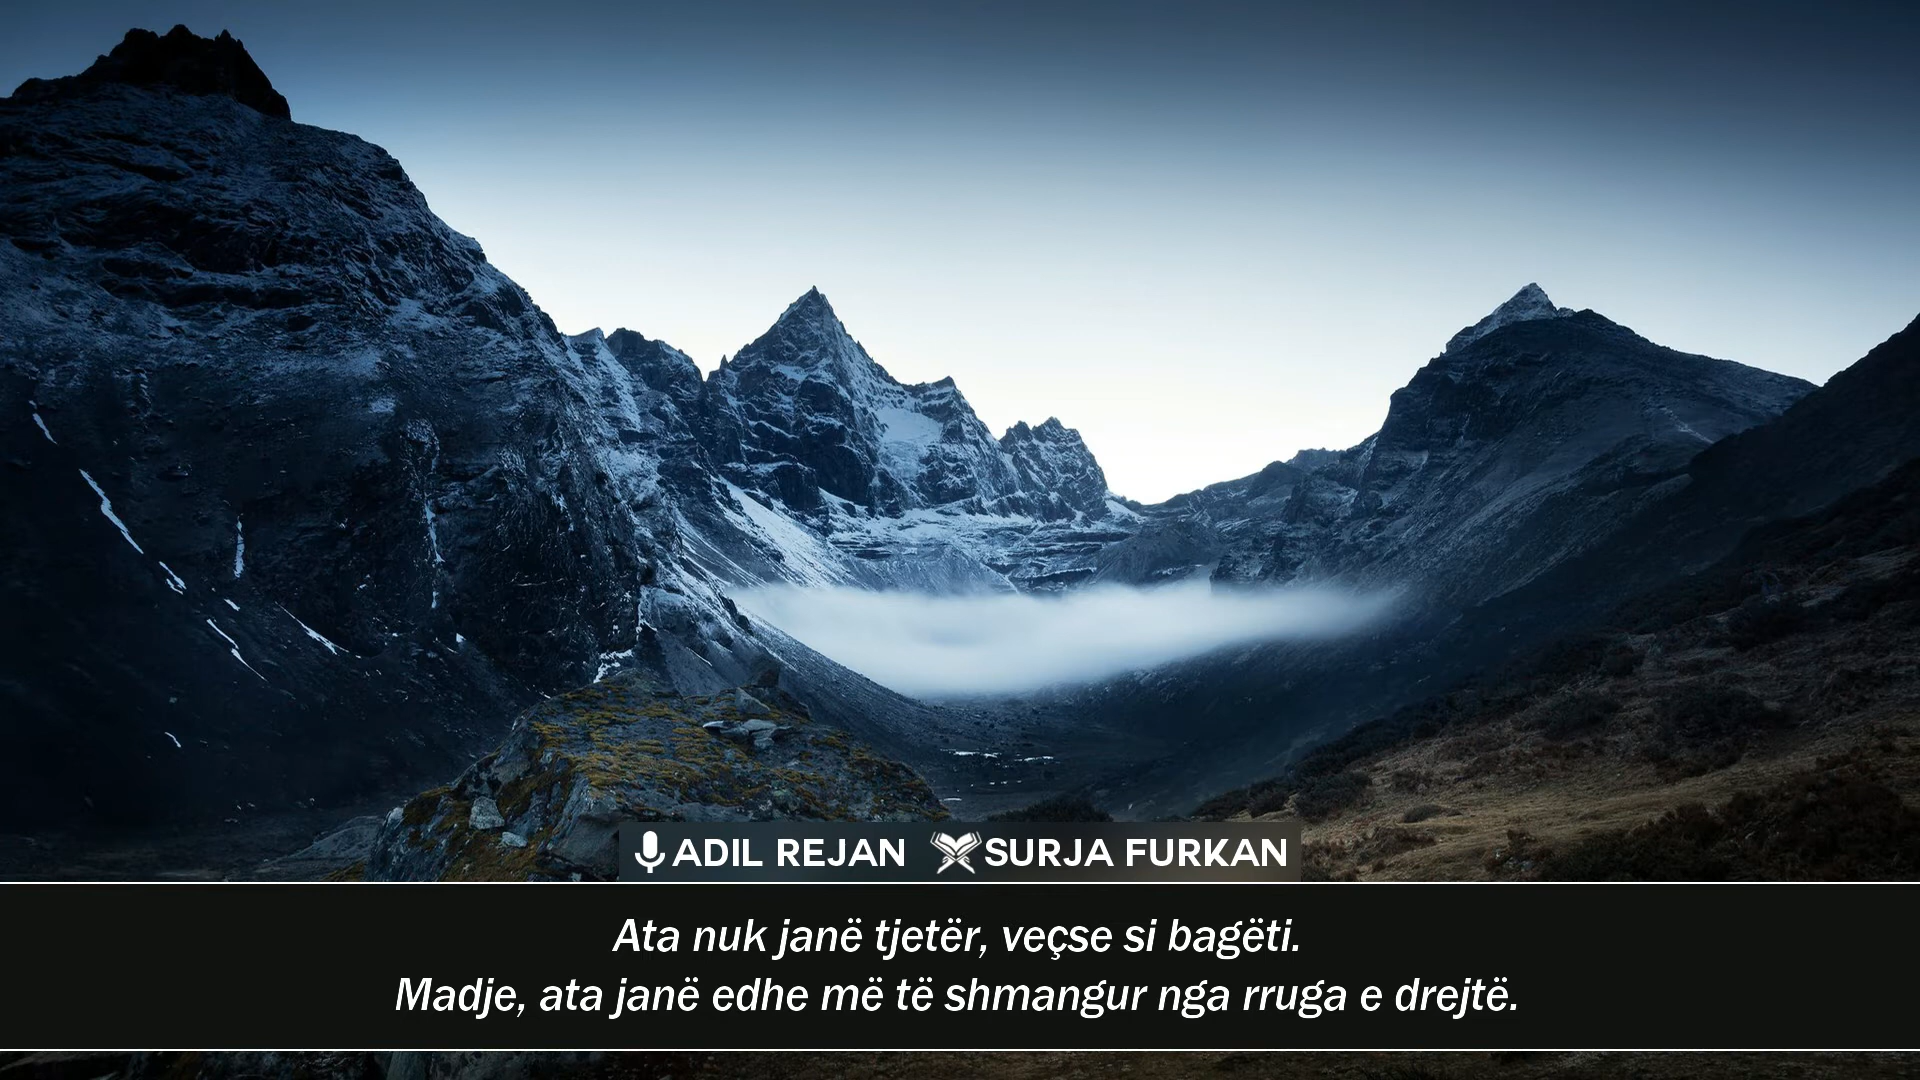 ADIL REJAN SURJA FURKAN
Ata nuk janë tjetër, veçse si bagëti.
Madje, ata janë edhe më të shmangur nga rruga e drejtë.